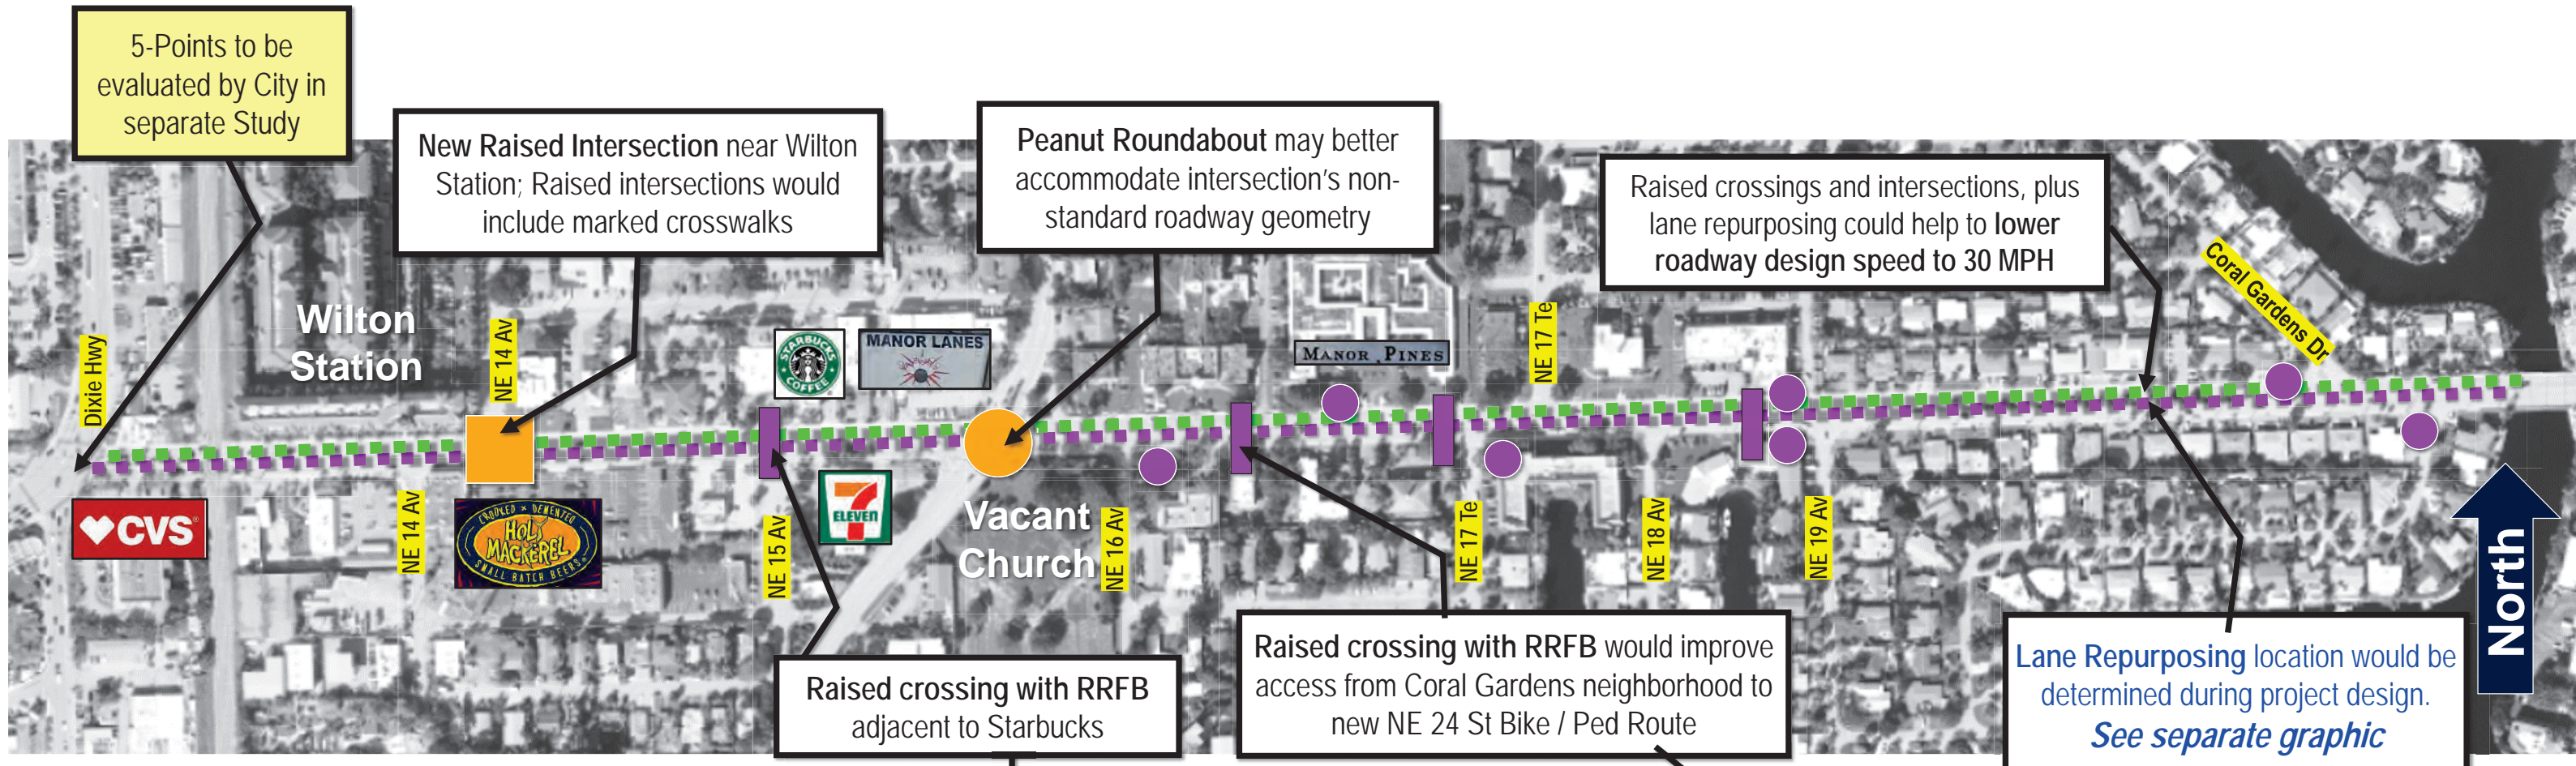 5-Points to be
evaluated by City in
separate Study
New Raised Intersection near Wilton
Station; Raised intersections would
include marked crosswalks
Peanut Roundabout may better
accommodate intersection's non-
standard roadway geometry
Raised crossings and intersections, plus
lane repurposing could help to lower
roadway design speed to 30 MPH
Coral Gardens Dr
Wilton
Station
Dixie Hwy
NE 14 Av
STARBUCKS
COFFEE
MANOR LANES
MANOR PINES
NE 17 Te
CVS
NE 14 Av
CROOKED & DEMENTED
HOLY
MACKEREL
SMALL BATCH BEERS
NE 15 Av
7
ELEVEN
Vacant
Church
NE 16 Av
NE 17 Te
NE 18 Av
NE 19 Av
North
Raised crossing with RRFB
adjacent to Starbucks
Raised crossing with RRFB would improve
access from Coral Gardens neighborhood to
new NE 24 St Bike / Ped Route
Lane Repurposing location would be
determined during project design.
See separate graphic